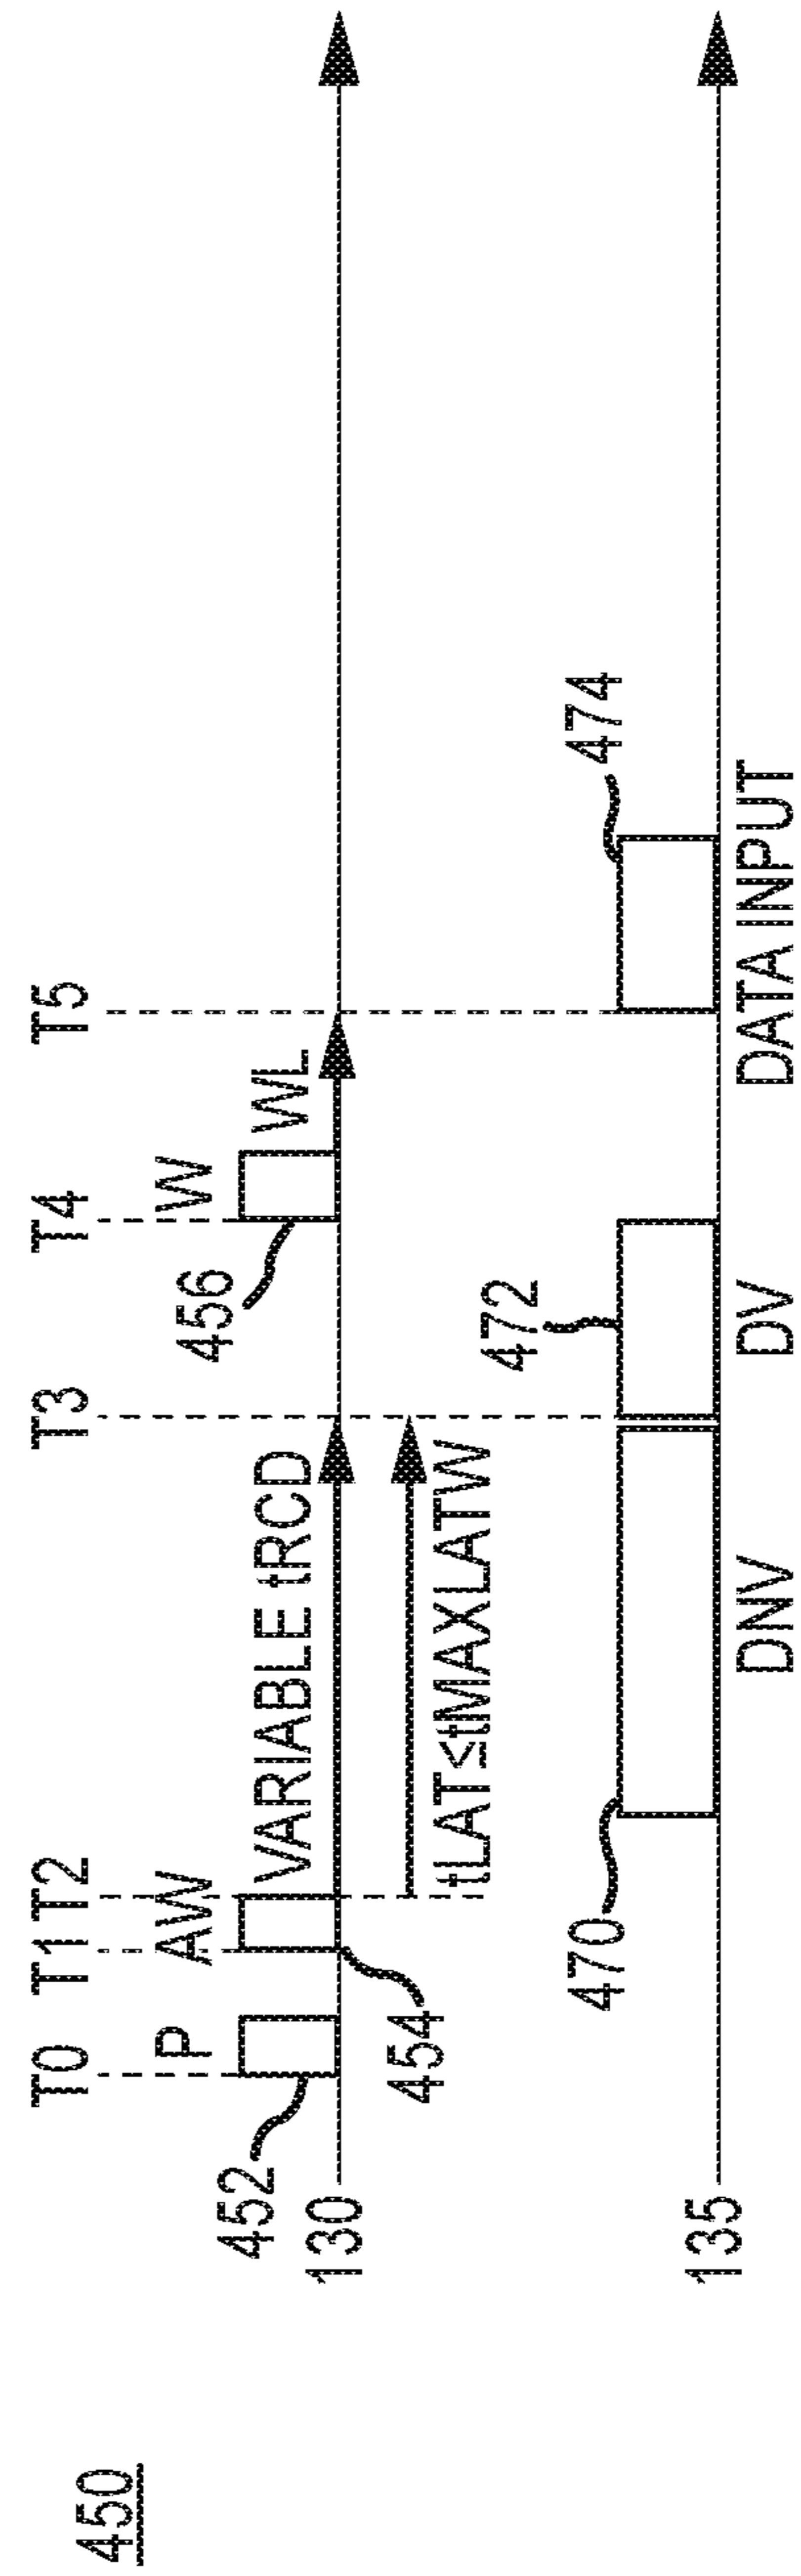 450
T0 T1 T2 T3 T4 T5
P AW W
452 VARIABLE tRCD 456 WL
130
454 tLAT≤tMAXLATW
470 472 474
135
DNV DV DATA INPUT